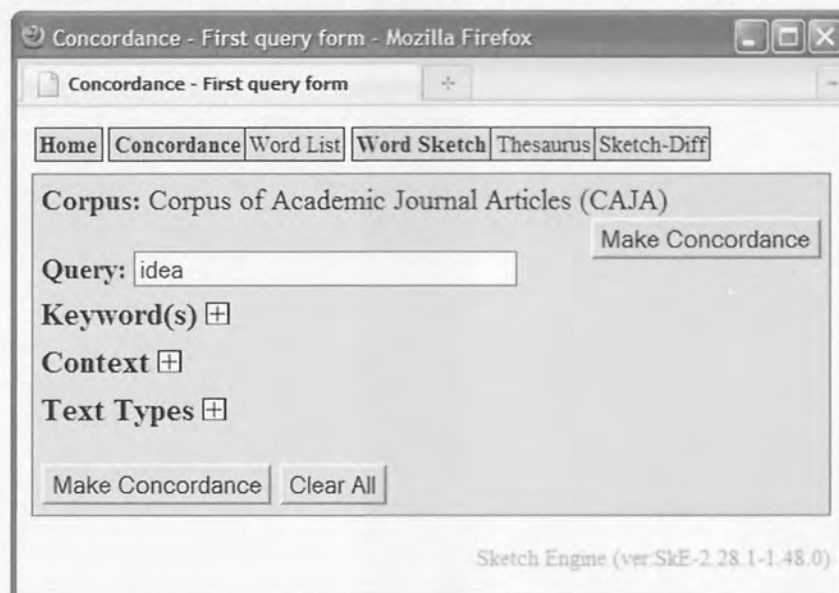 Concordance - First query form - Mozilla Firefox
Concordance - First query form
Home Concordance Word List Word Sketch Thesaurus Sketch-Diff
Corpus: Corpus of Academic Journal Articles (CAJA)
Make Concordance
Query: idea
Keyword(s)
Context
Text Types
Make Concordance Clear All
Sketch Engine (ver:SkE-2.28.1-1.48.0)